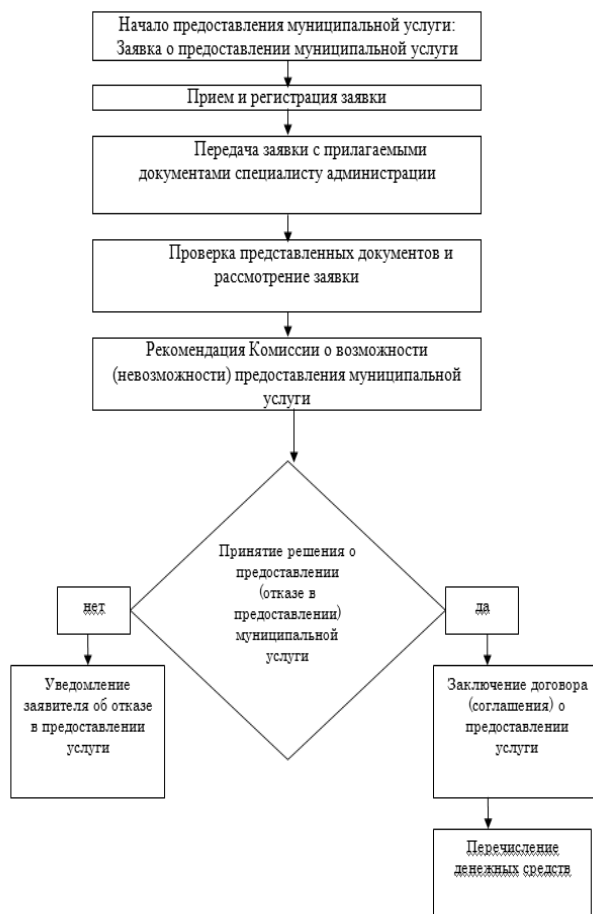 Начало предоставления муниципальной услуги:
Заявка о предоставлении муниципальной услуги
Прием и регистрация заявки
Передача заявки с прилагаемыми
документами специалисту администрации
Проверка представленных документов и
рассмотрение заявки
Рекомендация Комиссии о возможности
(невозможности) предоставления муниципальной
услуги
Принятие решения о
предоставлении
(отказе в
предоставлении)
муниципальной
услуги
нет
да
Уведомление
заявителя об отказе
в предоставлении
услуги
Заключение договора
(соглашения) о
предоставлении
услуги
Перечисление
денежных средств